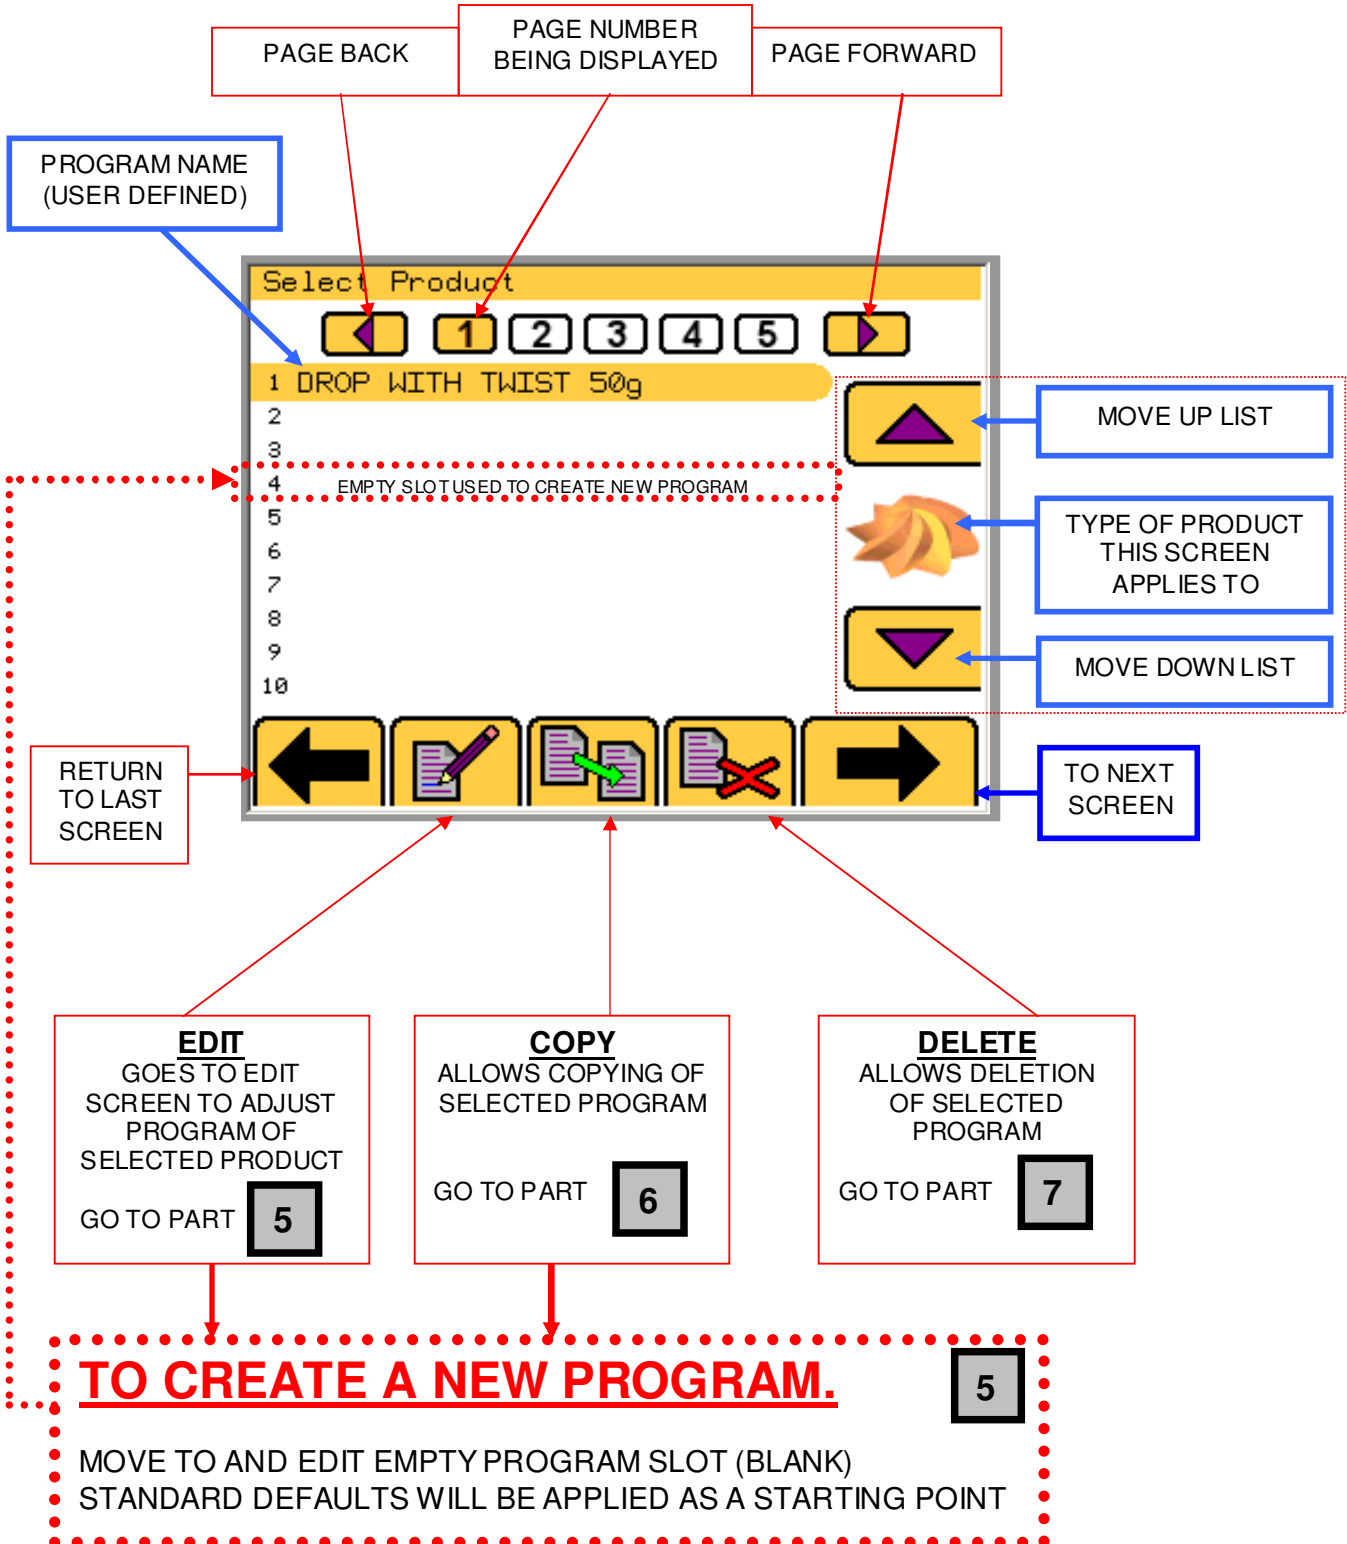 PAGE BACK
PAGE NUMBER
BEING DISPLAYED
PAGE FORWARD
PROGRAM NAME
(USER DEFINED)
Select Product
1 2 3 4 5
1 DROP WITH TWIST 50g
2
3
4 EMPTY SLOT USED TO CREATE NEW PROGRAM
5
6
7
8
9
10
MOVE UP LIST
TYPE OF PRODUCT
THIS SCREEN
APPLIES TO
MOVE DOWN LIST
RETURN
TO LAST
SCREEN
TO NEXT
SCREEN
EDIT
GOES TO EDIT
SCREEN TO ADJUST
PROGRAM OF
SELECTED PRODUCT
GO TO PART 5
COPY
ALLOWS COPYING OF
SELECTED PROGRAM
GO TO PART 6
DELETE
ALLOWS DELETION
OF SELECTED
PROGRAM
GO TO PART 7
TO CREATE A NEW PROGRAM. 5
MOVE TO AND EDIT EMPTY PROGRAM SLOT (BLANK)
STANDARD DEFAULTS WILL BE APPLIED AS A STARTING POINT